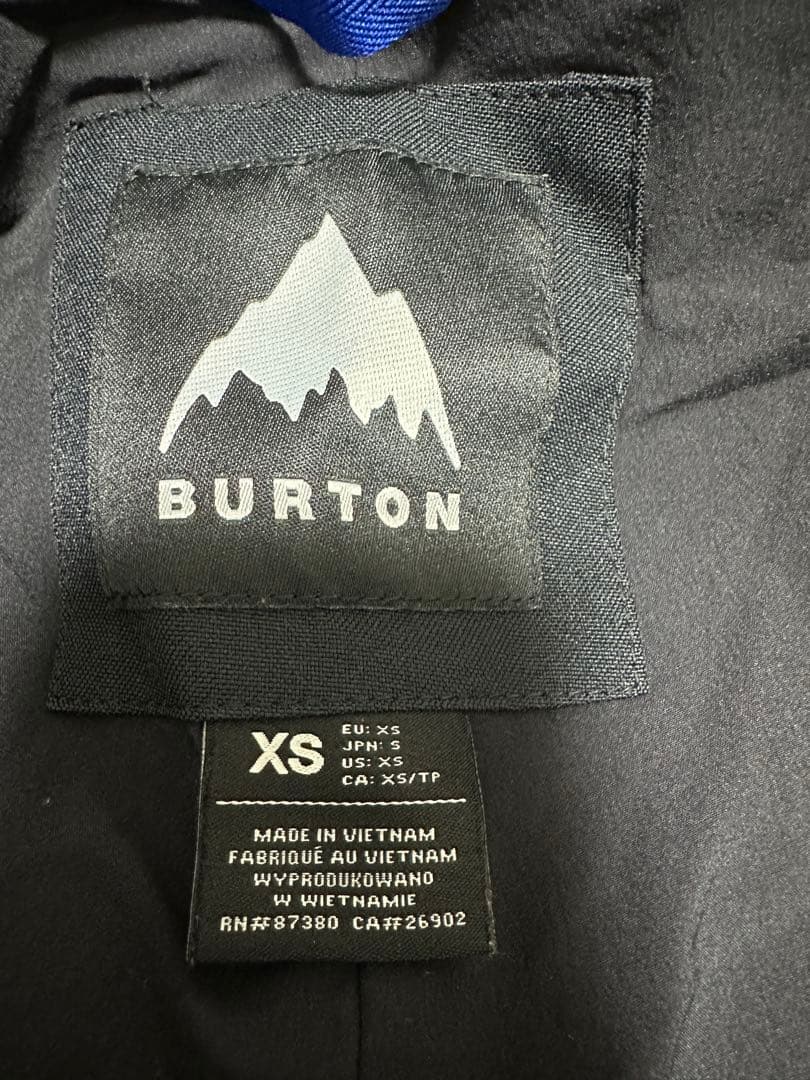 BURTON
XS
EU: XS
JPN: S
US: XS
CA: XS/TP
MADE IN VIETNAM
FABRIQUÉ AU VIETNAM
WYPRODUKOWANO
W WIETNAMIE
RN#87380 CA#26902